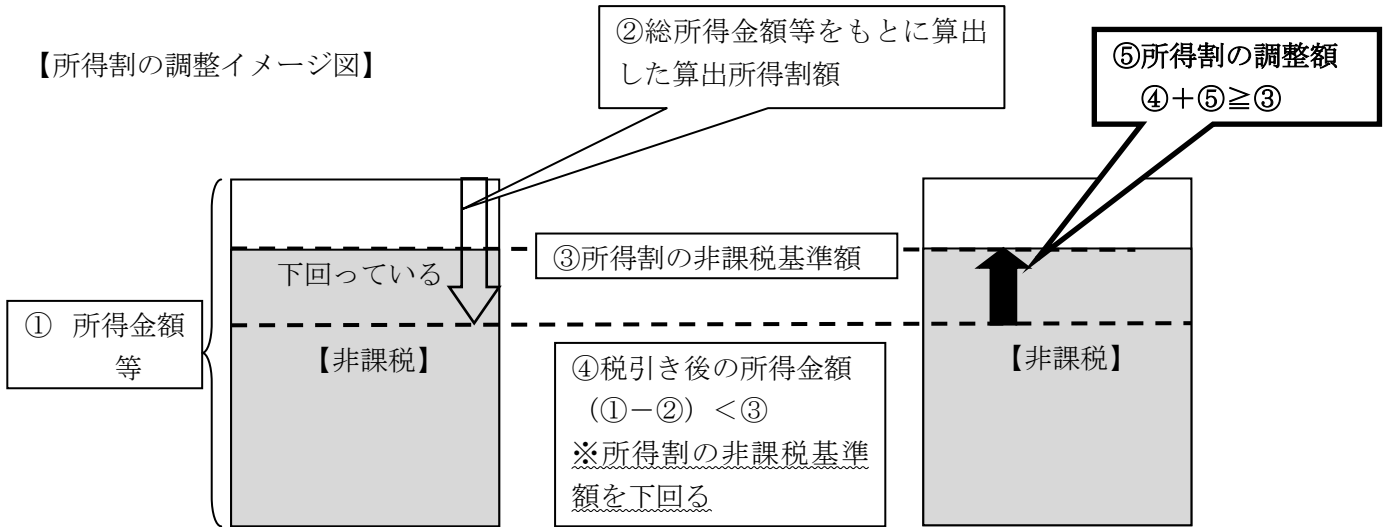 【所得割の調整イメージ図】
②総所得金額等をもとに算出
した算出所得割額
⑤所得割の調整額
④＋⑤≧③
③所得割の非課税基準額
下回っている
① 所得金額
等
【非課税】
④税引き後の所得金額
（①－②）＜③
※所得割の非課税基準
額を下回る
【非課税】